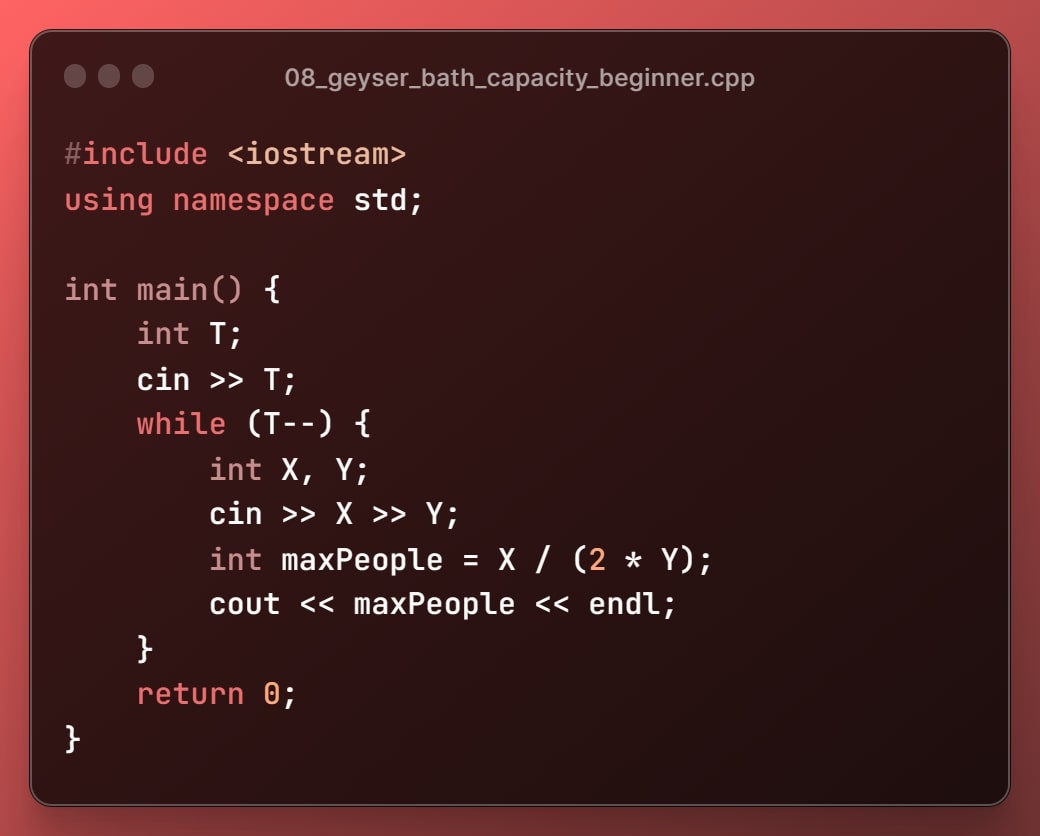 08_geyser_bath_capacity_beginner.cpp
#include <iostream>
using namespace std;

int main() {
    int T;
    cin >> T;
    while (T--) {
        int X, Y;
        cin >> X >> Y;
        int maxPeople = X / (2 * Y);
        cout << maxPeople << endl;
    }
    return 0;
}